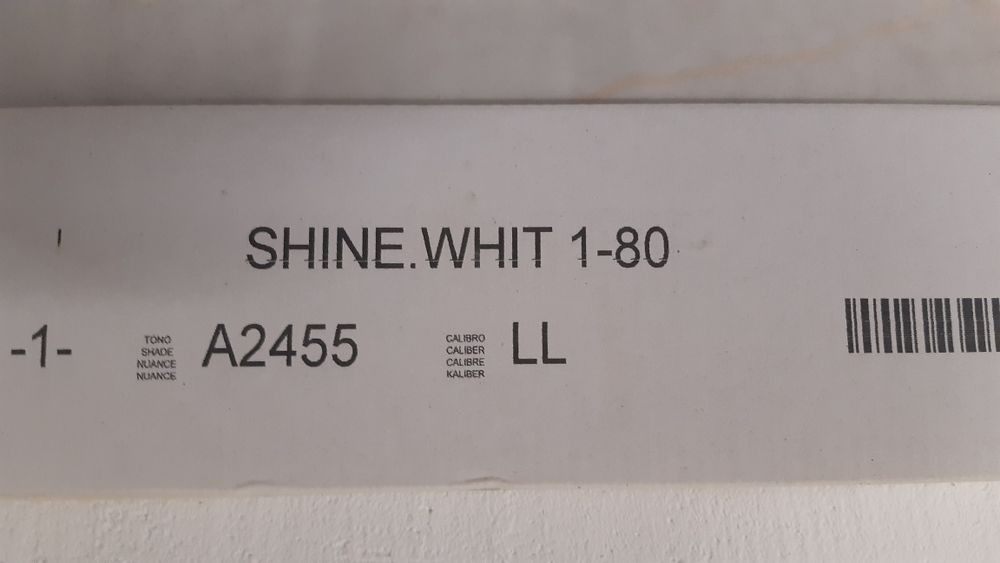 SHINE.WHIT 1-80
-1-
TONO
SHADE
NUANCE
NUANCE
A2455
CALIBRO
CALIBER
CALIBRE
KALIBER
LL